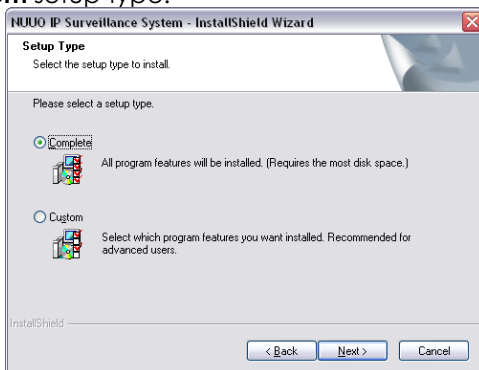 setup type.
NUUO IP Surveillance System - InstallShield Wizard
Setup Type
Select the setup type to install.
Please select a setup type.
Complete
All program features will be installed. (Requires the most disk space.)
Custom
Select which program features you want installed. Recommended for
advanced users.
InstallShield
< Back Next > Cancel